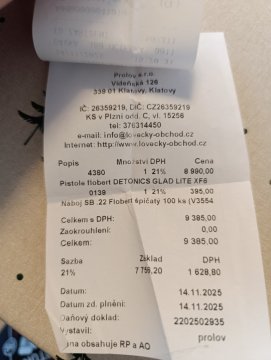 Prolov s.r.o.
Vídeňská 126
339 01 Klatovy, Klatovy
IČ: 26359219, DIČ: CZ26359219
KS v Plzni odd. C, vl. 15256
tel: 376314450
e-mail: info@lovecky-obchod.cz
Internet: http://www.lovecky-obchod.cz
Popis Množství DPH Cena
4380 1 21% 8 990,00
Pistole flobert DETONICS GLAD LITE XF6
0139 1 21% 395,00
Náboj SB .22 Flobert špičatý 100 ks (V3554
Celkem s DPH: 9 385,00
Zaokrouhlení: 0,00
Celkem: 9 385,00
Sazba Základ DPH
21% 7 756,20 1 628,80
Datum: 14.11.2025
Datum zd. plnění: 14.11.2025
Daňový doklad: 2202502935
Vystavil: prolov
obsahuje RP a AO